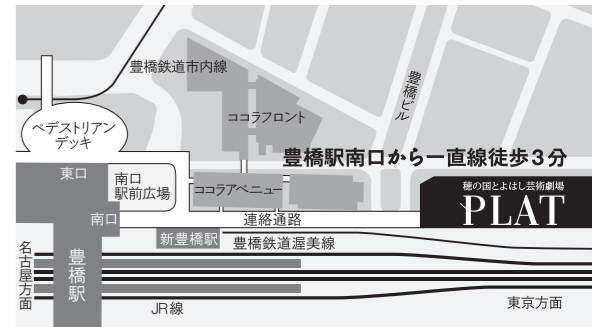 豊橋鉄道市内線
豊橋ビル
ココラフロント
ペデストリアン
デッキ
豊橋駅南口から一直線徒歩3分
東口
南口
駅前広場
ココラアベニュー
穂の国とよはし芸術劇場
PLAT
南口
連絡通路
新豊橋駅
豊橋鉄道渥美線
名古屋方面
豊橋駅
JR線
東京方面